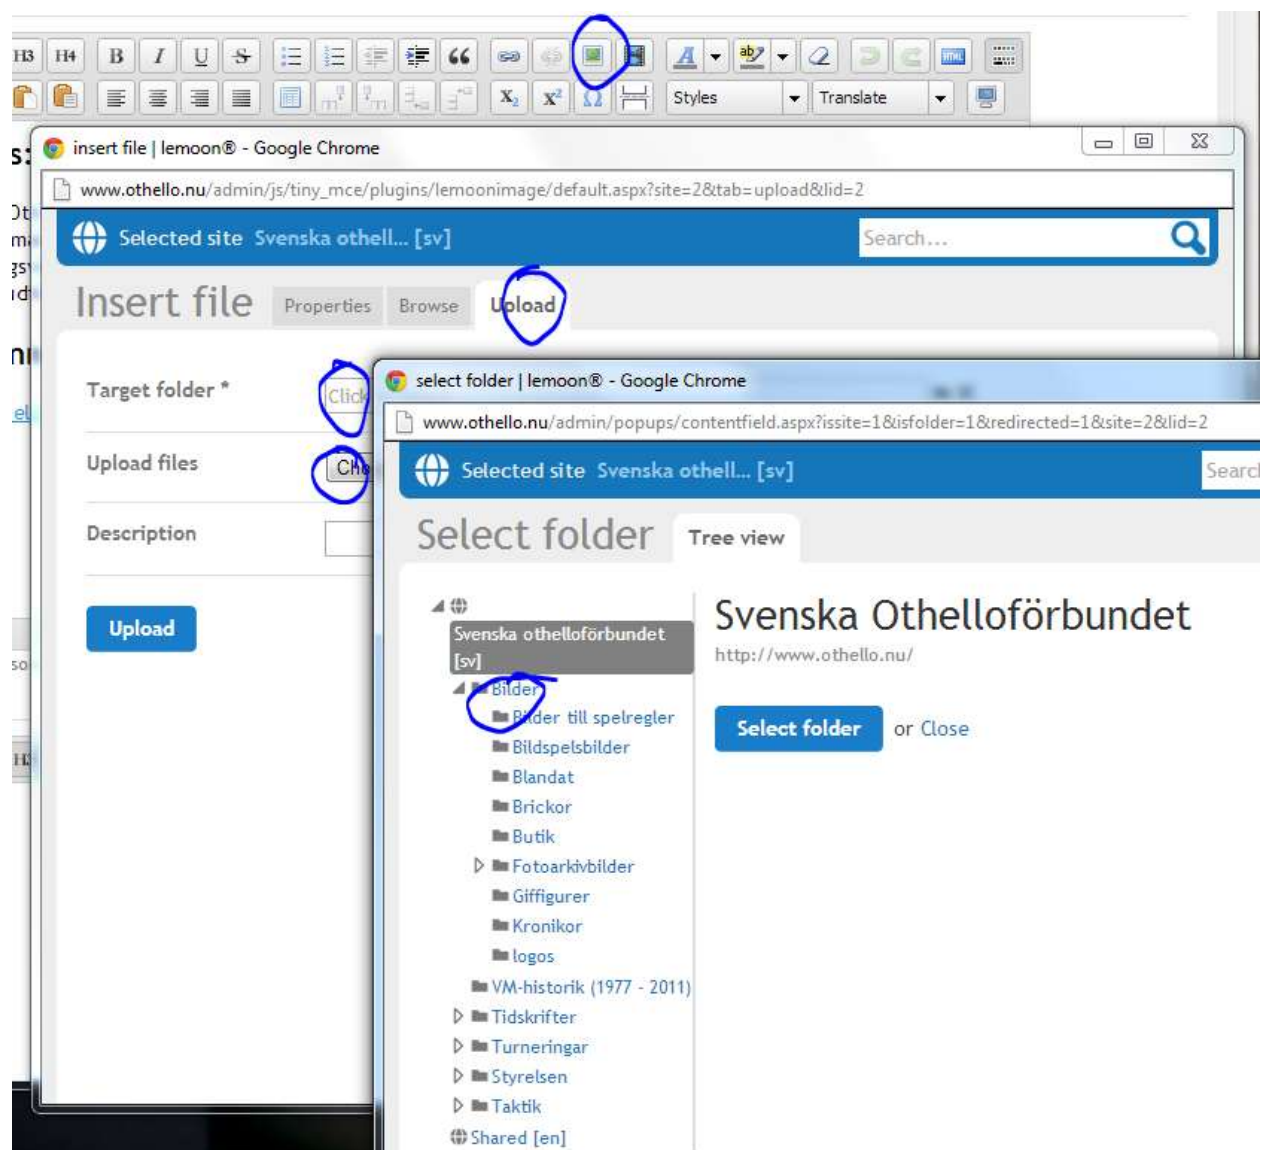 H3 H4 B I U S
X₂ X² Ω Styles Translate
s:
insert file | lemoon® - Google Chrome
www.othello.nu/admin/js/tiny_mce/plugins/lemoonimage/default.aspx?site=2&tab=upload&lid=2
Selected site Svenska othell... [sv] Search...
Insert file Properties Browse Upload
Target folder * Click
Upload files Cho
Description
Upload
select folder | lemoon® - Google Chrome
www.othello.nu/admin/popups/contentfield.aspx?issite=1&isfolder=1&redirected=1&site=2&lid=2
Selected site Svenska othell... [sv] Searc
Select folder Tree view
Svenska othelloförbundet
[sv]
Bilder
Bilder till spelregler
Bildspelsbilder
Blandat
Brickor
Butik
Fotoarkivbilder
Giffigurer
Kronikor
logos
VM-historik (1977 - 2011)
Tidskrifter
Turneringar
Styrelsen
Taktik
Shared [en]
Svenska Othelloförbundet
http://www.othello.nu/
Select folder or Close